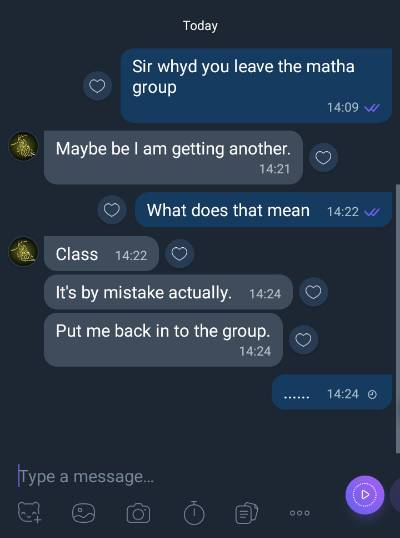 Today
Sir whyd you leave the matha
group
14:09
Maybe be I am getting another.
14:21
What does that mean 14:22
Class 14:22
It's by mistake actually. 14:24
Put me back in to the group.
14:24
...... 14:24
Type a message...